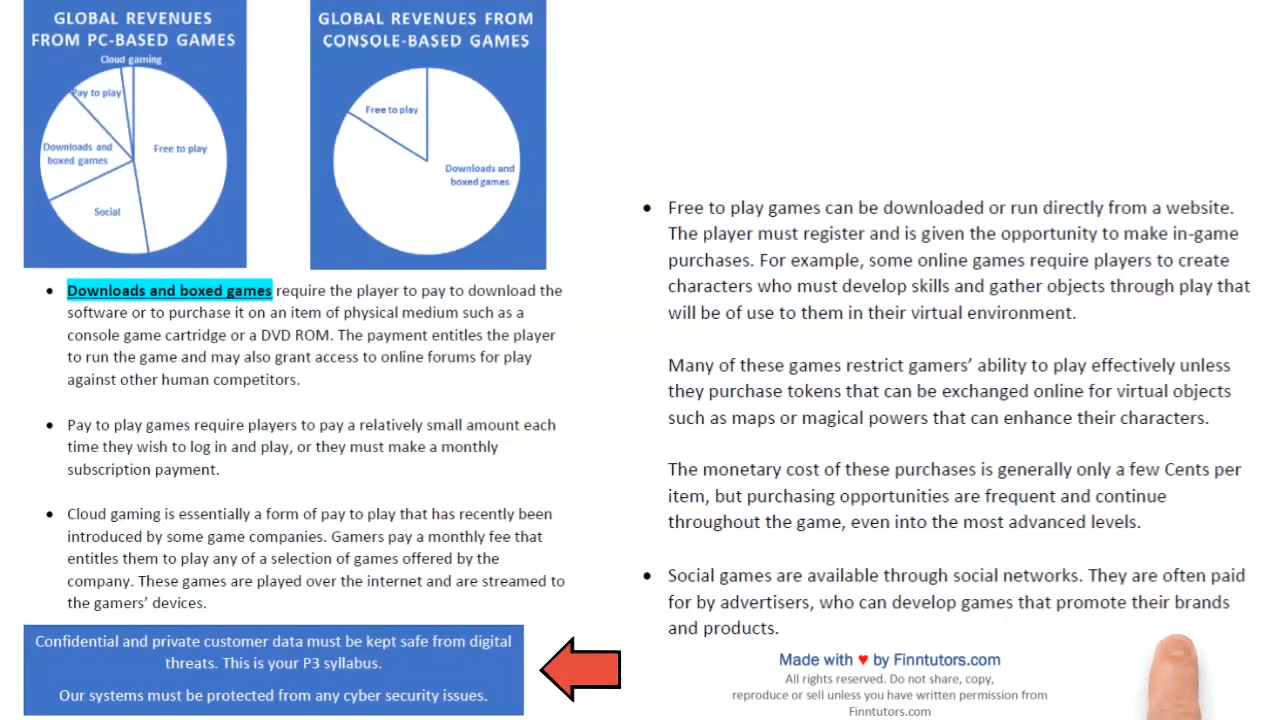 GLOBAL REVENUES
FROM PC-BASED GAMES
Cloud gaming
Pay to play
Downloads and
boxed games
Free to play
Social
GLOBAL REVENUES FROM
CONSOLE-BASED GAMES
Free to play
Downloads and
boxed games
• Downloads and boxed games require the player to pay to download the
software or to purchase it on an item of physical medium such as a
console game cartridge or a DVD ROM. The payment entitles the player
to run the game and may also grant access to online forums for play
against other human competitors.
• Pay to play games require players to pay a relatively small amount each
time they wish to log in and play, or they must make a monthly
subscription payment.
• Cloud gaming is essentially a form of pay to play that has recently been
introduced by some game companies. Gamers pay a monthly fee that
entitles them to play any of a selection of games offered by the
company. These games are played over the internet and are streamed to
the gamers' devices.
Confidential and private customer data must be kept safe from digital
threats. This is your P3 syllabus.
Our systems must be protected from any cyber security issues.
• Free to play games can be downloaded or run directly from a website.
The player must register and is given the opportunity to make in-game
purchases. For example, some online games require players to create
characters who must develop skills and gather objects through play that
will be of use to them in their virtual environment.
Many of these games restrict gamers' ability to play effectively unless
they purchase tokens that can be exchanged online for virtual objects
such as maps or magical powers that can enhance their characters.
The monetary cost of these purchases is generally only a few Cents per
item, but purchasing opportunities are frequent and continue
throughout the game, even into the most advanced levels.
• Social games are available through social networks. They are often paid
for by advertisers, who can develop games that promote their brands
and products.
Made with ♥ by Finntutors.com
All rights reserved. Do not share, copy,
reproduce or sell unless you have written permission from
Finntutors.com